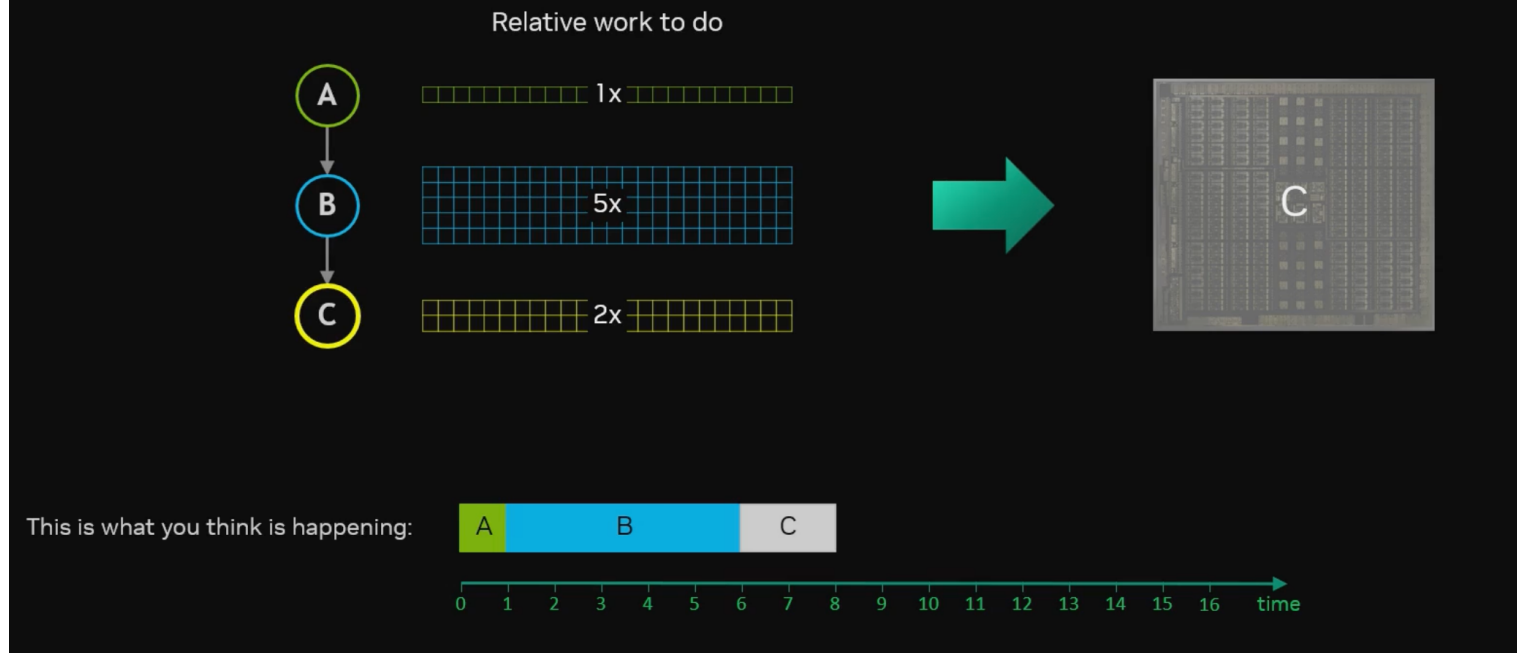 Relative work to do
A
1x
B
5x
C
2x
C
This is what you think is happening:
A B C
0 1 2 3 4 5 6 7 8 9 10 11 12 13 14 15 16 time